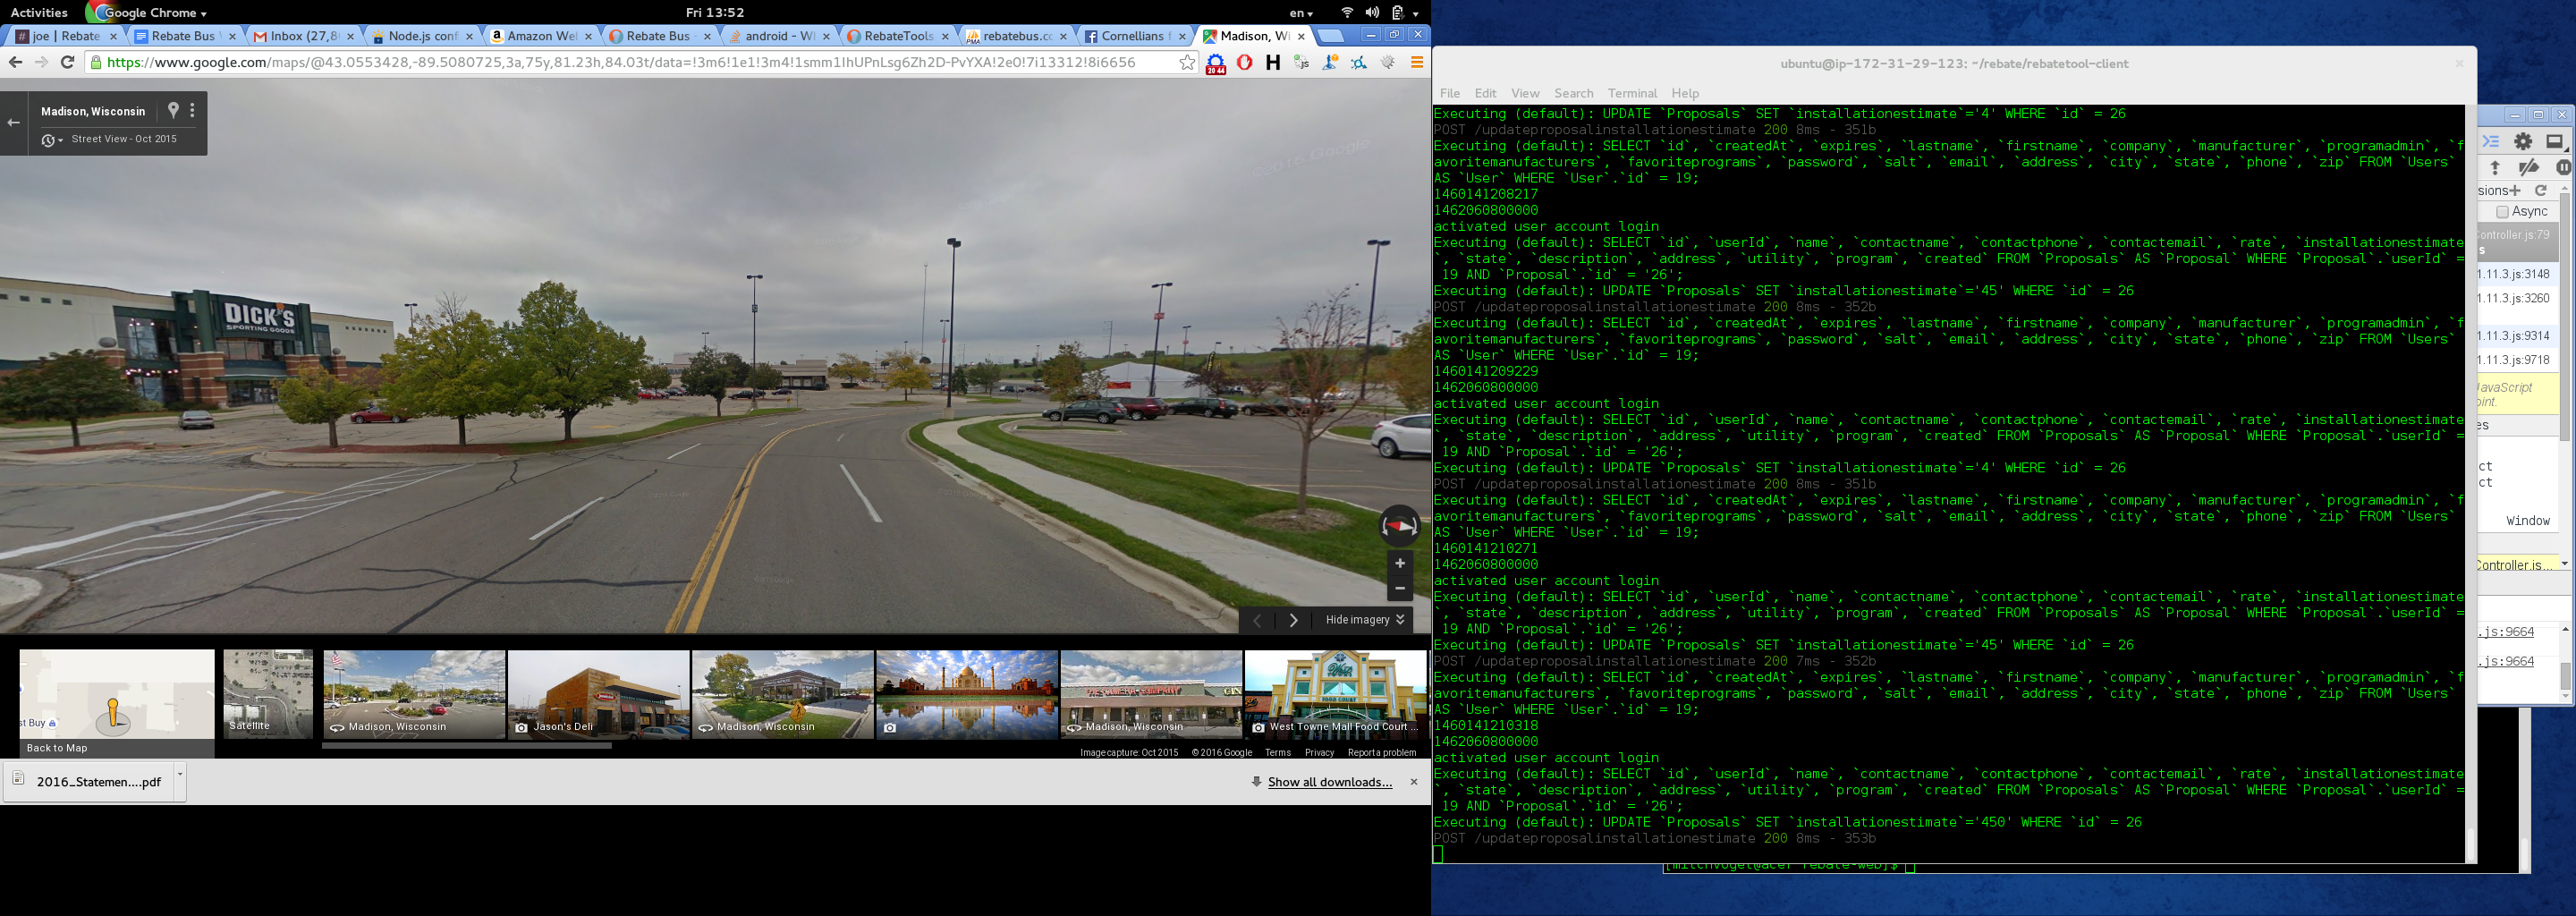 Activities
Google Chrome
Fri 13:52
en
joe | Rebate
Rebate Bus
Inbox (27,8
Node.js conf
Amazon We
Rebate Bus
android - W
RebateTools
rebatebus.cc
Cornellians f
Madison, Wi
https://www.google.com/maps/@43.0553428,-89.5080725,3a,75y,81.23h,84.03t/data=!3m6!1e1!3m4!1smm1IhUPnLsg6Zh2D-PvYXA!2e0!7i13312!8i6656
20 44
H
Madison, Wisconsin
Street View - Oct 2015
DICK'S
SPORTING GOODS
Hide imagery
st Buy
Back to Map
Satellite
Madison, Wisconsin
Jason's Deli
Madison, Wisconsin
Madison, Wisconsin
West Towne Mall Food Court ...
Image capture: Oct 2015 © 2016 Google Terms Privacy Report a problem
2016_Statemen....pdf
Show all downloads...
ubuntu@ip-172-31-29-123: ~/rebate/rebatetool-client
File Edit View Search Terminal Help
Executing (default): UPDATE `Proposals` SET `installationestimate`='4' WHERE `id` = 26
POST /updateproposalinstallationestimate 200 8ms - 351b
Executing (default): SELECT `id`, `createdAt`, `expires`, `lastname`, `firstname`, `company`, `manufacturer`, `programadmin`, `f
avoritemanufacturers`, `favoriteprograms`, `password`, `salt`, `email`, `address`, `city`, `state`, `phone`, `zip` FROM `Users`
AS `User` WHERE `User`.`id` = 19;
1460141208217
1462060800000
activated user account login
Executing (default): SELECT `id`, `userId`, `name`, `contactname`, `contactphone`, `contactemail`, `rate`, `installationestimate
`, `state`, `description`, `address`, `utility`, `program`, `created` FROM `Proposals` AS `Proposal` WHERE `Proposal`.`userId` =
19 AND `Proposal`.`id` = '26';
Executing (default): UPDATE `Proposals` SET `installationestimate`='45' WHERE `id` = 26
POST /updateproposalinstallationestimate 200 8ms - 352b
Executing (default): SELECT `id`, `createdAt`, `expires`, `lastname`, `firstname`, `company`, `manufacturer`, `programadmin`, `f
avoritemanufacturers`, `favoriteprograms`, `password`, `salt`, `email`, `address`, `city`, `state`, `phone`, `zip` FROM `Users`
AS `User` WHERE `User`.`id` = 19;
1460141209229
1462060800000
activated user account login
Executing (default): SELECT `id`, `userId`, `name`, `contactname`, `contactphone`, `contactemail`, `rate`, `installationestimate
`, `state`, `description`, `address`, `utility`, `program`, `created` FROM `Proposals` AS `Proposal` WHERE `Proposal`.`userId` =
19 AND `Proposal`.`id` = '26';
Executing (default): UPDATE `Proposals` SET `installationestimate`='4' WHERE `id` = 26
POST /updateproposalinstallationestimate 200 8ms - 351b
Executing (default): SELECT `id`, `createdAt`, `expires`, `lastname`, `firstname`, `company`, `manufacturer`, `programadmin`, `f
avoritemanufacturers`, `favoriteprograms`, `password`, `salt`, `email`, `address`, `city`, `state`, `phone`, `zip` FROM `Users`
AS `User` WHERE `User`.`id` = 19;
1460141210271
1462060800000
activated user account login
Executing (default): SELECT `id`, `userId`, `name`, `contactname`, `contactphone`, `contactemail`, `rate`, `installationestimate
`, `state`, `description`, `address`, `utility`, `program`, `created` FROM `Proposals` AS `Proposal` WHERE `Proposal`.`userId` =
19 AND `Proposal`.`id` = '26';
Executing (default): UPDATE `Proposals` SET `installationestimate`='45' WHERE `id` = 26
POST /updateproposalinstallationestimate 200 7ms - 352b
Executing (default): SELECT `id`, `createdAt`, `expires`, `lastname`, `firstname`, `company`, `manufacturer`, `programadmin`, `f
avoritemanufacturers`, `favoriteprograms`, `password`, `salt`, `email`, `address`, `city`, `state`, `phone`, `zip` FROM `Users`
AS `User` WHERE `User`.`id` = 19;
1460141210318
1462060800000
activated user account login
Executing (default): SELECT `id`, `userId`, `name`, `contactname`, `contactphone`, `contactemail`, `rate`, `installationestimate
`, `state`, `description`, `address`, `utility`, `program`, `created` FROM `Proposals` AS `Proposal` WHERE `Proposal`.`userId` =
19 AND `Proposal`.`id` = '26';
Executing (default): UPDATE `Proposals` SET `installationestimate`='450' WHERE `id` = 26
POST /updateproposalinstallationestimate 200 8ms - 353b
[mitchvogel@acer rebate-web]$
sions
Async
Controller.js:79
s
1.11.3.js:3148
1.11.3.js:3260
1.11.3.js:9314
1.11.3.js:9718
JavaScript
oint.
es
ct
ct
Window
Controller.js...
.js:9664
.js:9664